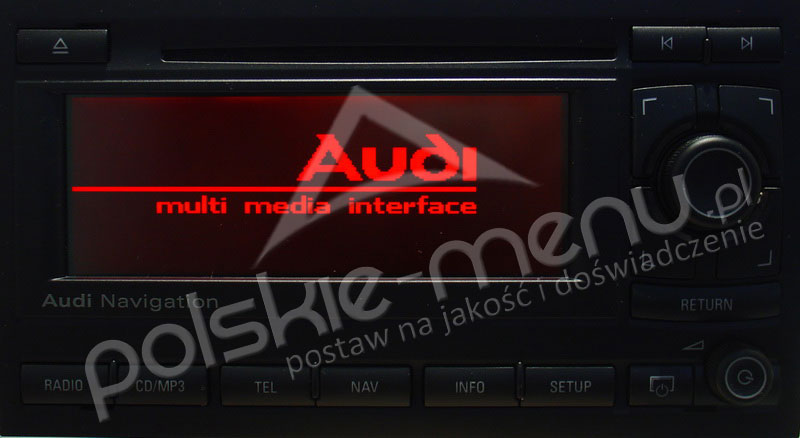 Audi
multi media interface
Audi Navigation
polskie-menu.pl
postaw na jakość i doświadczenie
RETURN
RADIO CD/MP3 TEL NAV INFO SETUP